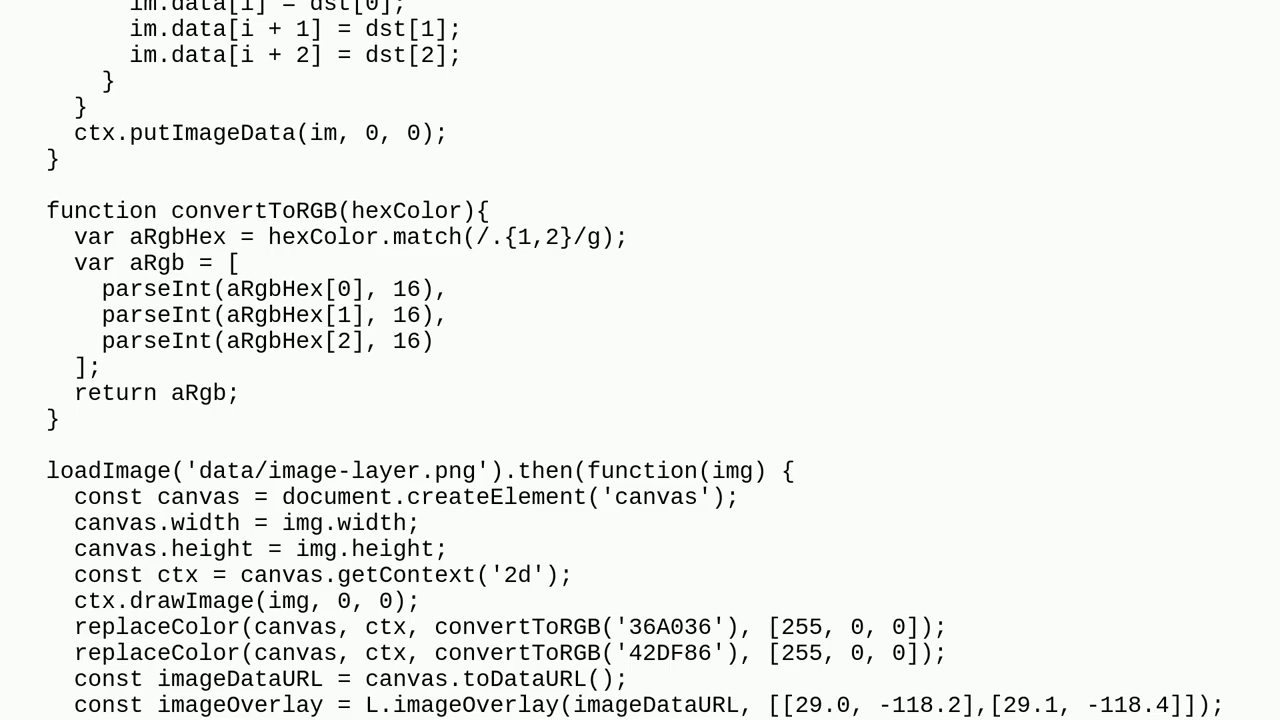 im.data[i] = dst[0];
im.data[i + 1] = dst[1];
im.data[i + 2] = dst[2];
}
}
ctx.putImageData(im, 0, 0);
}
function convertToRGB(hexColor){
var aRgbHex = hexColor.match(/.{1,2}/g);
var aRgb = [
parseInt(aRgbHex[0], 16),
parseInt(aRgbHex[1], 16),
parseInt(aRgbHex[2], 16)
];
return aRgb;
}
loadImage('data/image-layer.png').then(function(img) {
const canvas = document.createElement('canvas');
canvas.width = img.width;
canvas.height = img.height;
const ctx = canvas.getContext('2d');
ctx.drawImage(img, 0, 0);
replaceColor(canvas, ctx, convertToRGB('36A036'), [255, 0, 0]);
replaceColor(canvas, ctx, convertToRGB('42DF86'), [255, 0, 0]);
const imageDataURL = canvas.toDataURL();
const imageOverlay = L.imageOverlay(imageDataURL, [[29.0, -118.2],[29.1, -118.4]]);